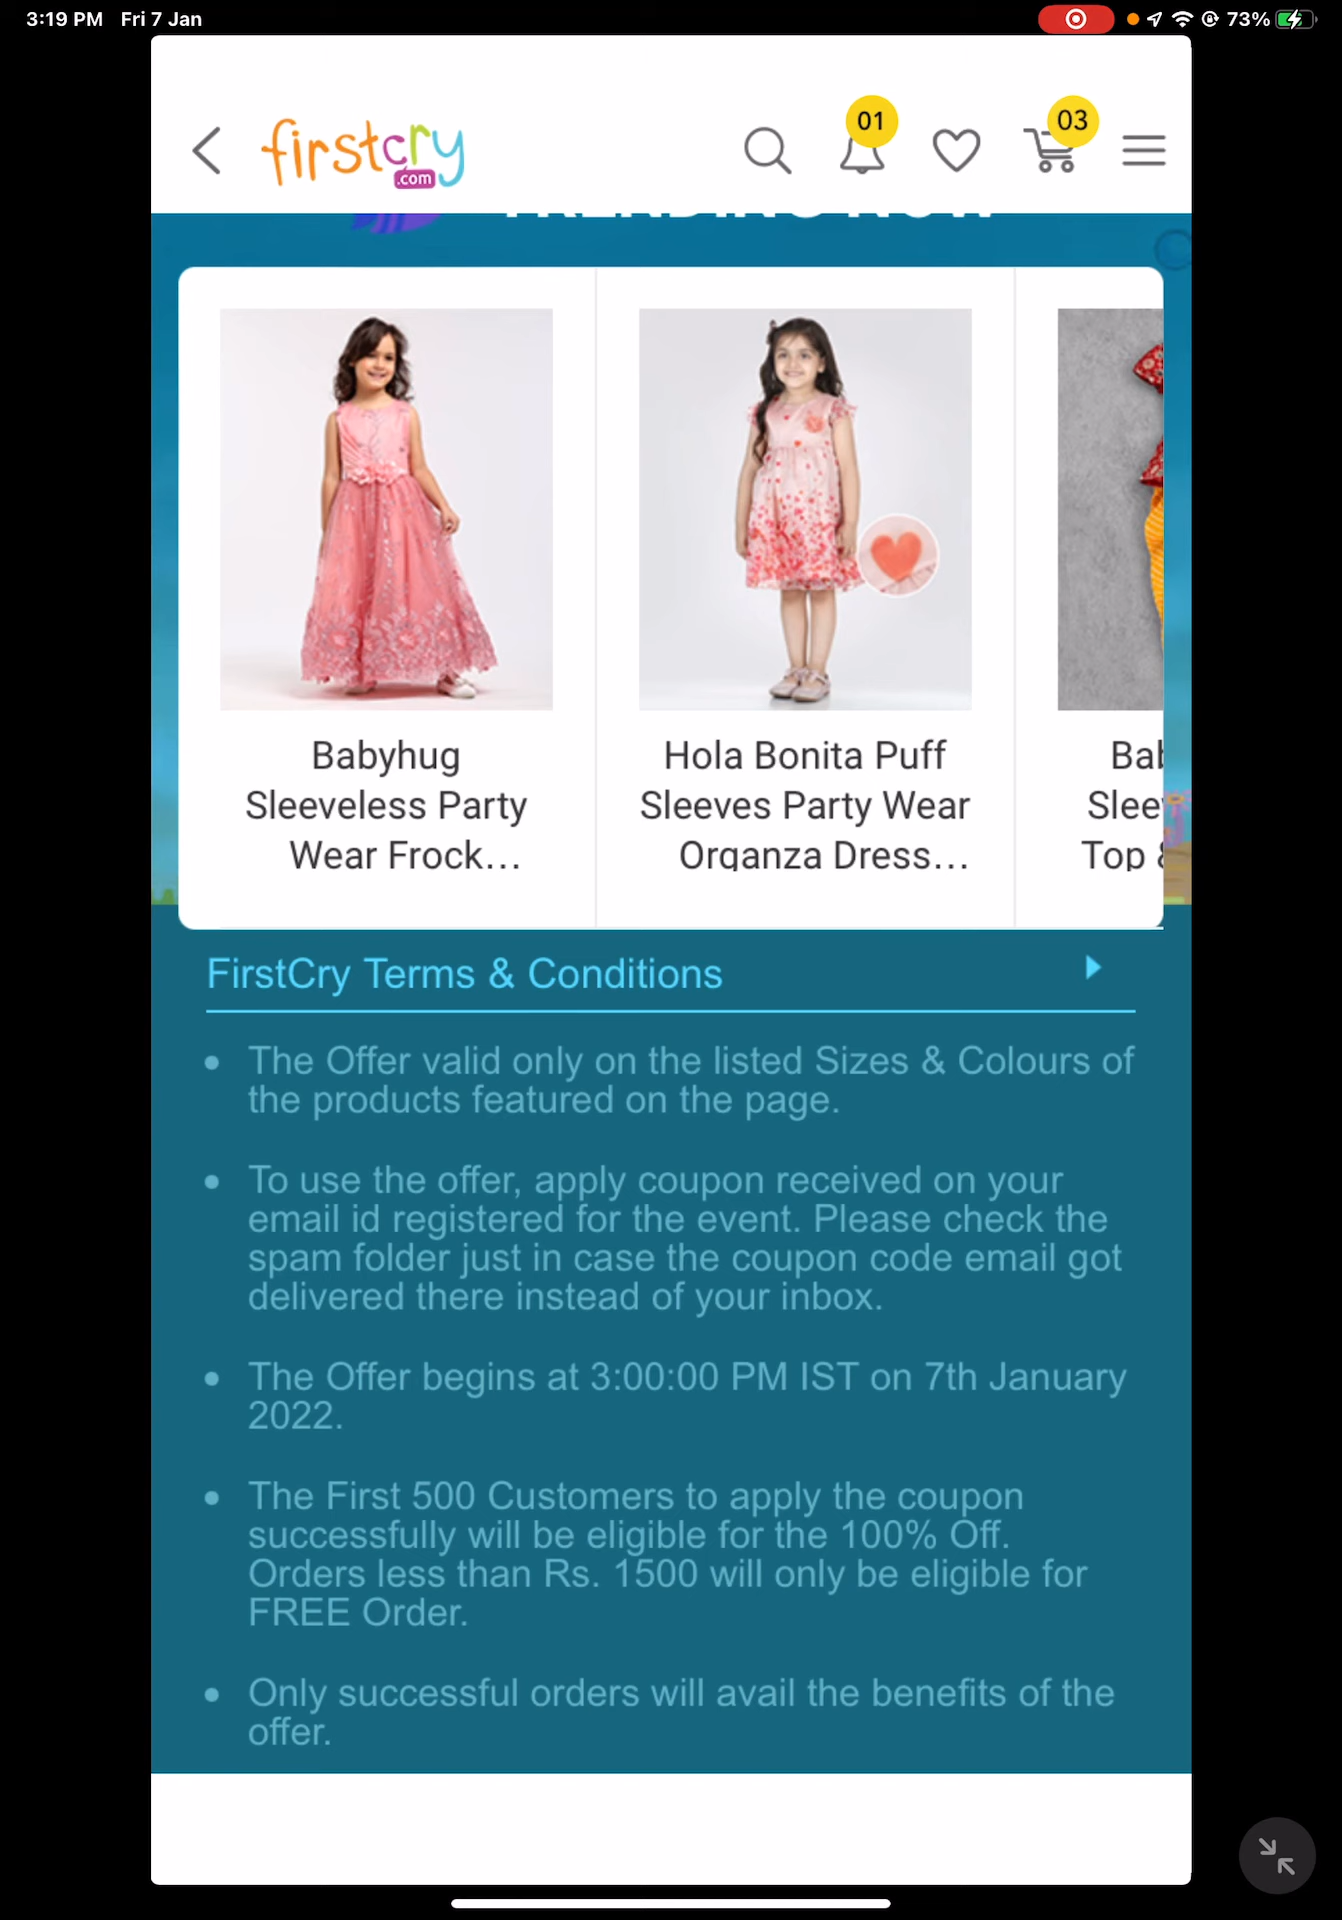 3:19 PM Fri 7 Jan
73%
firstcry
.com
01
03
TRENDING NOW
Babyhug
Sleeveless Party
Wear Frock...
Hola Bonita Puff
Sleeves Party Wear
Organza Dress...
Top &
FirstCry Terms & Conditions
• The Offer valid only on the listed Sizes & Colours of
the products featured on the page.
• To use the offer, apply coupon received on your
email id registered for the event. Please check the
spam folder just in case the coupon code email got
delivered there instead of your inbox.
• The Offer begins at 3:00:00 PM IST on 7th January
2022.
• The First 500 Customers to apply the coupon
successfully will be eligible for the 100% Off.
Orders less than Rs. 1500 will only be eligible for
FREE Order.
• Only successful orders will avail the benefits of the
offer.